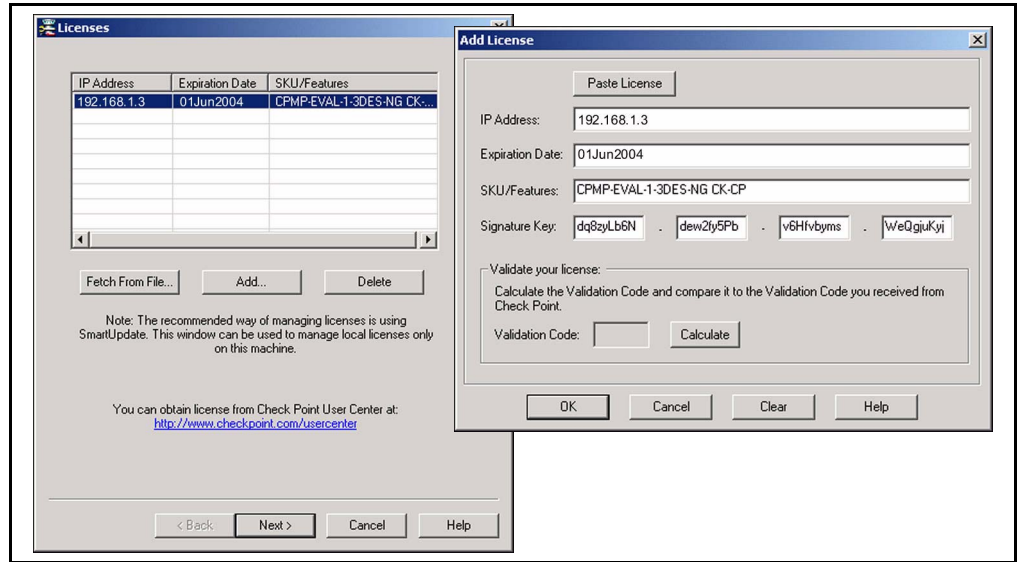 Licenses
IP Address Expiration Date SKU/Features
192.168.1.3 01Jun2004 CPMP-EVAL-1-3DES-NG CK-...
Fetch From File... Add... Delete
Note: The recommended way of managing licenses is using
SmartUpdate. This window can be used to manage local licenses only
on this machine.
You can obtain license from Check Point User Center at:
http://www.checkpoint.com/usercenter
< Back Next > Cancel Help
Add License
Paste License
IP Address: 192.168.1.3
Expiration Date: 01Jun2004
SKU/Features: CPMP-EVAL-1-3DES-NG CK-CP
Signature Key: dq8zyLb6N . dew2fy5Pb . v6Hfvbyms . WeQgjuKyj
Validate your license:
Calculate the Validation Code and compare it to the Validation Code you received from
Check Point.
Validation Code: Calculate
OK Cancel Clear Help